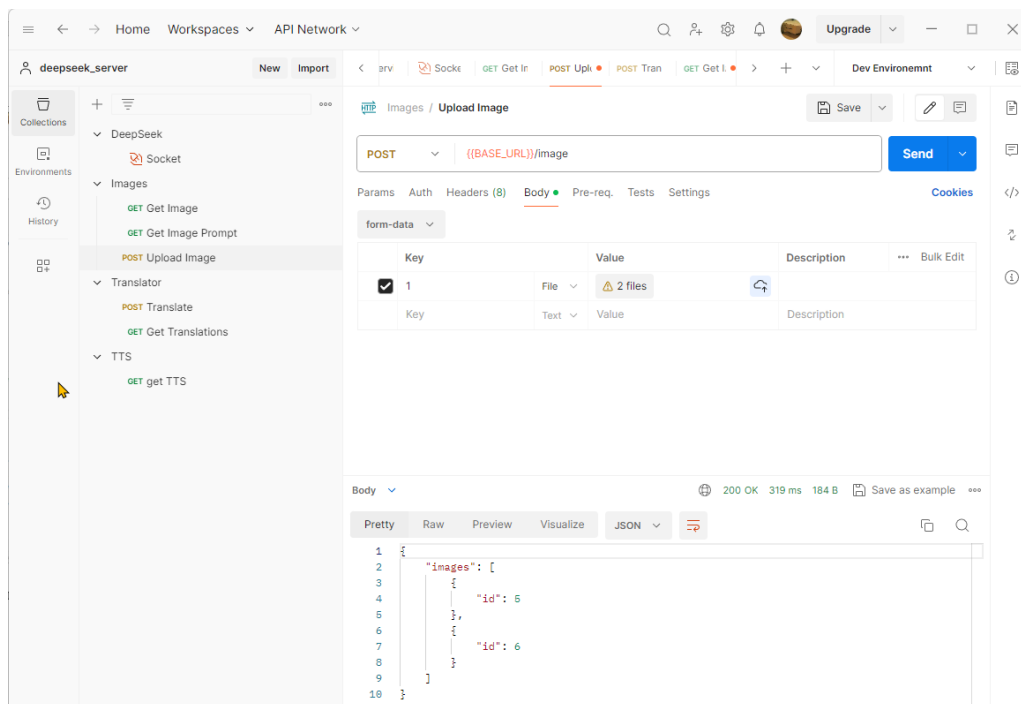 Home Workspaces API Network Upgrade
deepseek_server New Import
erv Socke GET Get In POST Upl GET Get I. POST Tran Dev Environemnt
Collections
Environments
History
DeepSeek
Socket
Images
GET Get Image
GET Get Image Prompt
POST Upload Image
Translator
POST Translate
GET Get Translations
TTS
GET get TTS
HTTP Images / Upload Image Save
POST {{BASE_URL}}/image Send
Params Auth Headers (8) Body Pre-req. Tests Settings Cookies
form-data
Key Value Description Bulk Edit
1 File 2 files
Key Text Value Description
Body 200 OK 319 ms 184 B Save as example
Pretty Raw Preview Visualize JSON
1 {
2 "images": [
3 {
4 "id": 5
5 },
6 {
7 "id": 6
8 }
9 ]
10 }